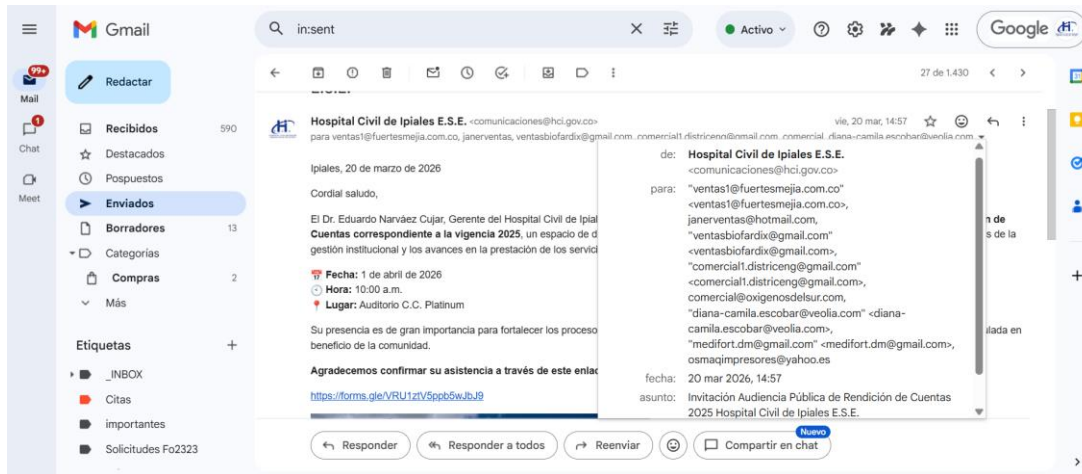 Gmail
in:sent
Activo
Google
99+
Mail
1
Chat
Meet
Redactar
Recibidos 590
Destacados
Pospuestos
Enviados
Borradores 13
Categorías
Compras 2
Más
Etiquetas
_INBOX
Citas
importantes
Solicitudes Fo2323
27 de 1.430
Hospital Civil de Ipiales E.S.E. <comunicaciones@hci.gov.co>
vie, 20 mar, 14:57
para ventas1@fuertesmejia.com.co, janerventas, ventasbiofardix@gmail.com, comercial1.districeng@gmail.com, comercial, diana-camila.escobar@veolia.com
Ipiales, 20 de marzo de 2026
Cordial saludo,
El Dr. Eduardo Narváez Cujar, Gerente del Hospital Civil de Ipial n de
Cuentas correspondiente a la vigencia 2025, un espacio de d s de la
gestión institucional y los avances en la prestación de los servici
Fecha: 1 de abril de 2026
Hora: 10:00 a.m.
Lugar: Auditorio C.C. Platinum
Su presencia es de gran importancia para fortalecer los proceso ulada en
beneficio de la comunidad.
Agradecemos confirmar su asistencia a través de este enlac
https://forms.gle/VRU1ztV5ppb5wJbJ9
de: Hospital Civil de Ipiales E.S.E.
<comunicaciones@hci.gov.co>
para: "ventas1@fuertesmejia.com.co"
<ventas1@fuertesmejia.com.co>,
janerventas@hotmail.com,
"ventasbiofardix@gmail.com"
<ventasbiofardix@gmail.com>,
"comercial1.districeng@gmail.com"
<comercial1.districeng@gmail.com>,
comercial@oxigenosdelsur.com,
"diana-camila.escobar@veolia.com" <diana-
camila.escobar@veolia.com>,
"medifort.dm@gmail.com" <medifort.dm@gmail.com>,
osmaqimpresores@yahoo.es
fecha: 20 mar 2026, 14:57
asunto: Invitación Audiencia Pública de Rendición de Cuentas
2025 Hospital Civil de Ipiales E.S.E.
Responder
Responder a todos
Reenviar
Compartir en chat
Nuevo